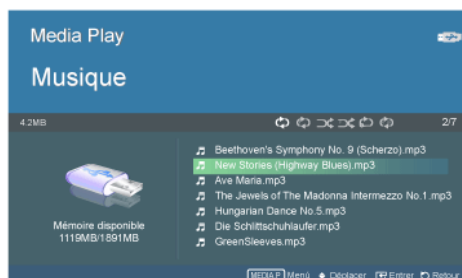 Media Play
Musique
4.2MB 2/7
Beethoven's Symphony No. 9 (Scherzo).mp3
New Stories (Highway Blues).mp3
Ave Maria.mp3
The Jewels of The Madonna Intermezzo No.1.mp3
Hungarian Dance No.5.mp3
Die Schlittschuhlaufer.mp3
GreenSleeves.mp3
Mémoire disponible
1119MB/1891MB
MEDIA.P Menú Déplacer Entrer Retour